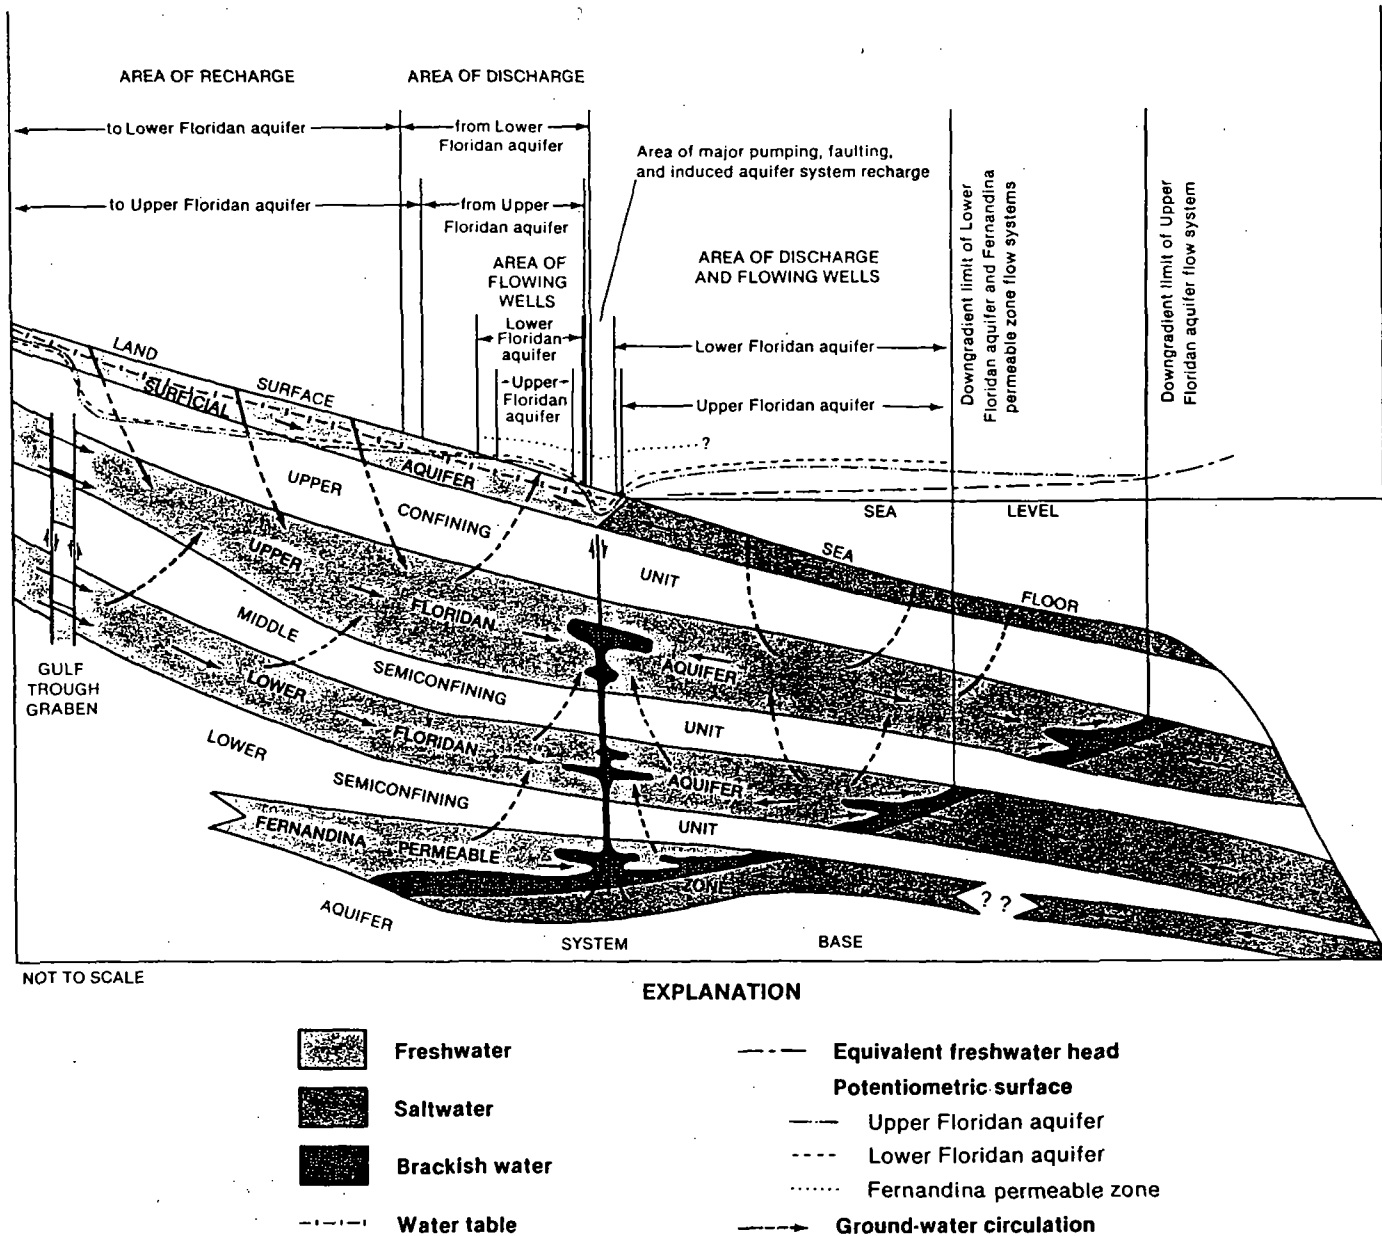 AREA OF RECHARGE
AREA OF DISCHARGE
to Lower Floridan aquifer
from Lower
Floridan aquifer
Area of major pumping, faulting,
and induced aquifer system recharge
to Upper Floridan aquifer
from Upper
Floridan aquifer
AREA OF
FLOWING
WELLS
AREA OF DISCHARGE
AND FLOWING WELLS
Downgradient limit of Lower
Floridan aquifer and Fernandina
permeable zone flow systems
Downgradient limit of Upper
Floridan aquifer flow system
Lower
Floridan
aquifer
Lower Floridan aquifer
Upper
Floridan
aquifer
Upper Floridan aquifer
?
LAND SURFACE
SURFICIAL AQUIFER
SEA LEVEL
SEA FLOOR
UPPER CONFINING UNIT
UPPER FLORIDAN AQUIFER
MIDDLE SEMICONFINING UNIT
LOWER FLORIDAN AQUIFER
GULF
TROUGH
GRABEN
LOWER SEMICONFINING UNIT
FERNANDINA PERMEABLE ZONE
? ?
AQUIFER SYSTEM BASE
NOT TO SCALE
EXPLANATION
Freshwater
Saltwater
Brackish water
Water table
Equivalent freshwater head
Potentiometric surface
Upper Floridan aquifer
Lower Floridan aquifer
Fernandina permeable zone
Ground-water circulation